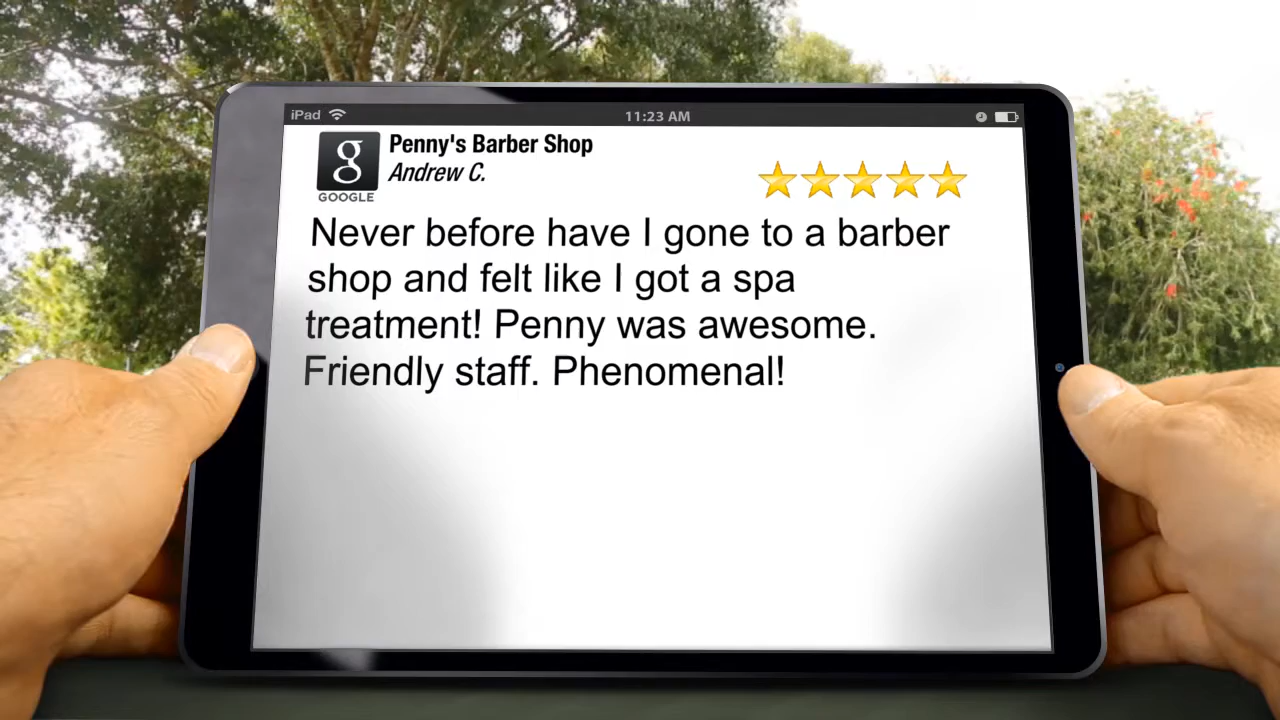 iPad 11:23 AM
g
GOOGLE
Penny's Barber Shop
Andrew C.
Never before have I gone to a barber
shop and felt like I got a spa
treatment! Penny was awesome.
Friendly staff. Phenomenal!